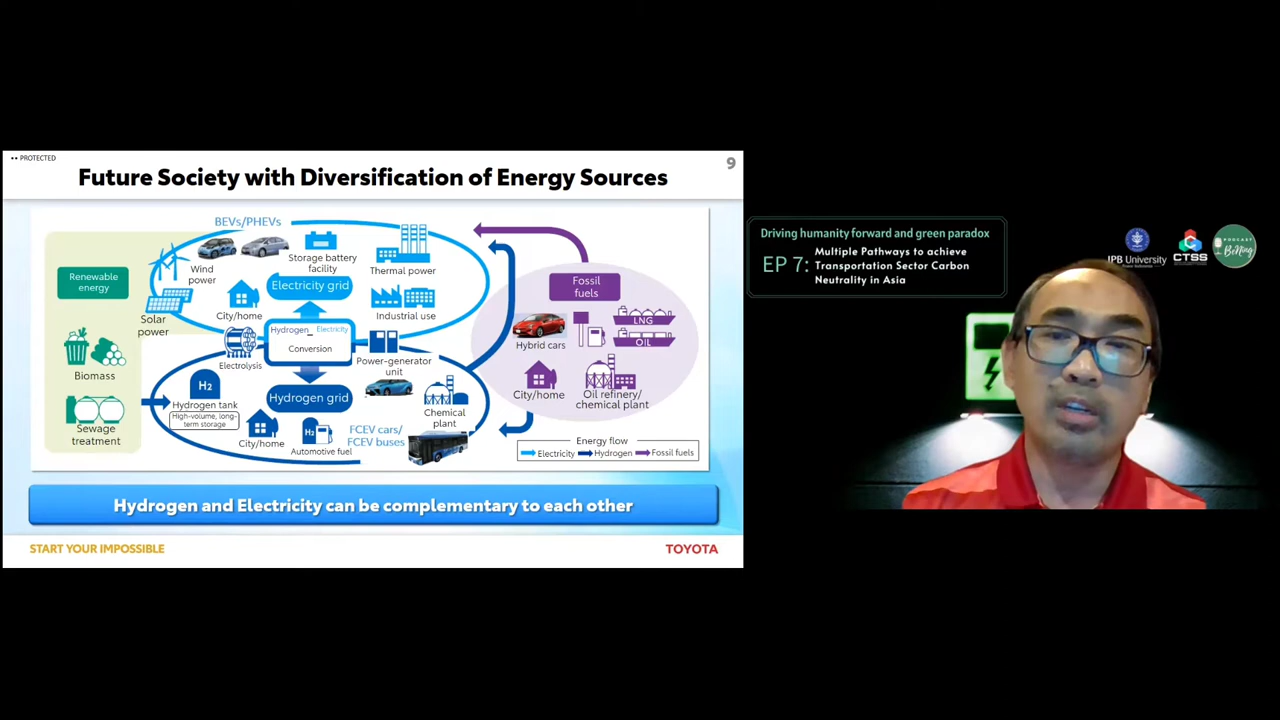 •• PROTECTED
9
Future Society with Diversification of Energy Sources
BEVs/PHEVs
Renewable
energy
Wind
power
Storage battery
facility
Thermal power
Electricity grid
City/home
Industrial use
Solar
power
Hydrogen_
Electricity
Conversion
Electrolysis
Power-generator
unit
Biomass
Hydrogen tank
High-volume, long-
term storage
H2
Hydrogen grid
Chemical
plant
Sewage
treatment
City/home
H2
Automotive fuel
FCEV cars/
FCEV buses
Fossil
fuels
Hybrid cars
LNG
OIL
City/home
Oil refinery/
chemical plant
Energy flow
Electricity
Hydrogen
Fossil fuels
Hydrogen and Electricity can be complementary to each other
START YOUR IMPOSSIBLE
TOYOTA
Driving humanity forward and green paradox
EP 7:
Multiple Pathways to achieve
Transportation Sector Carbon
Neutrality in Asia
IPB University
CTSS
PODCAST
BeNing